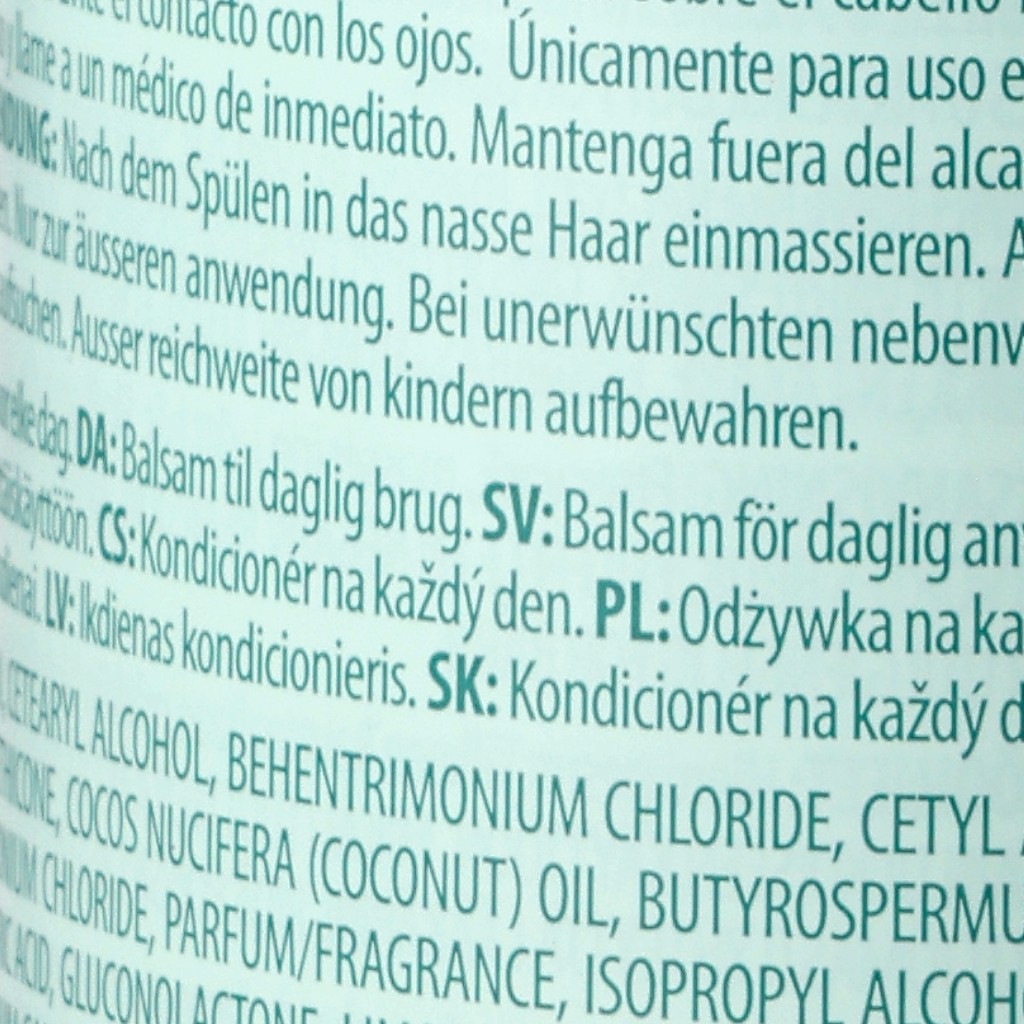 contacto con los ojos. Únicamente para uso
llame a un médico de inmediato. Mantenga fuera del alca
Nach dem Spülen in das nasse Haar einmassieren. A
Nur zur äusseren anwendung. Bei unerwünschten nebenv
Ausser reichweite von kindern aufbewahren.
dag. DA: Balsam til daglig brug. SV: Balsam för daglig an
CS: Kondicionér na každý den. PL: Odżywka na ka
LV: Ikdienas kondicionieris. SK: Kondicionér na každý d
CETEARYL ALCOHOL, BEHENTRIMONIUM CHLORIDE, CETYL
COCOS NUCIFERA (COCONUT) OIL, BUTYROSPERMU
CHLORIDE, PARFUM/FRAGRANCE, ISOPROPYL ALCOH
ACID, GLUCONOLACTONE,